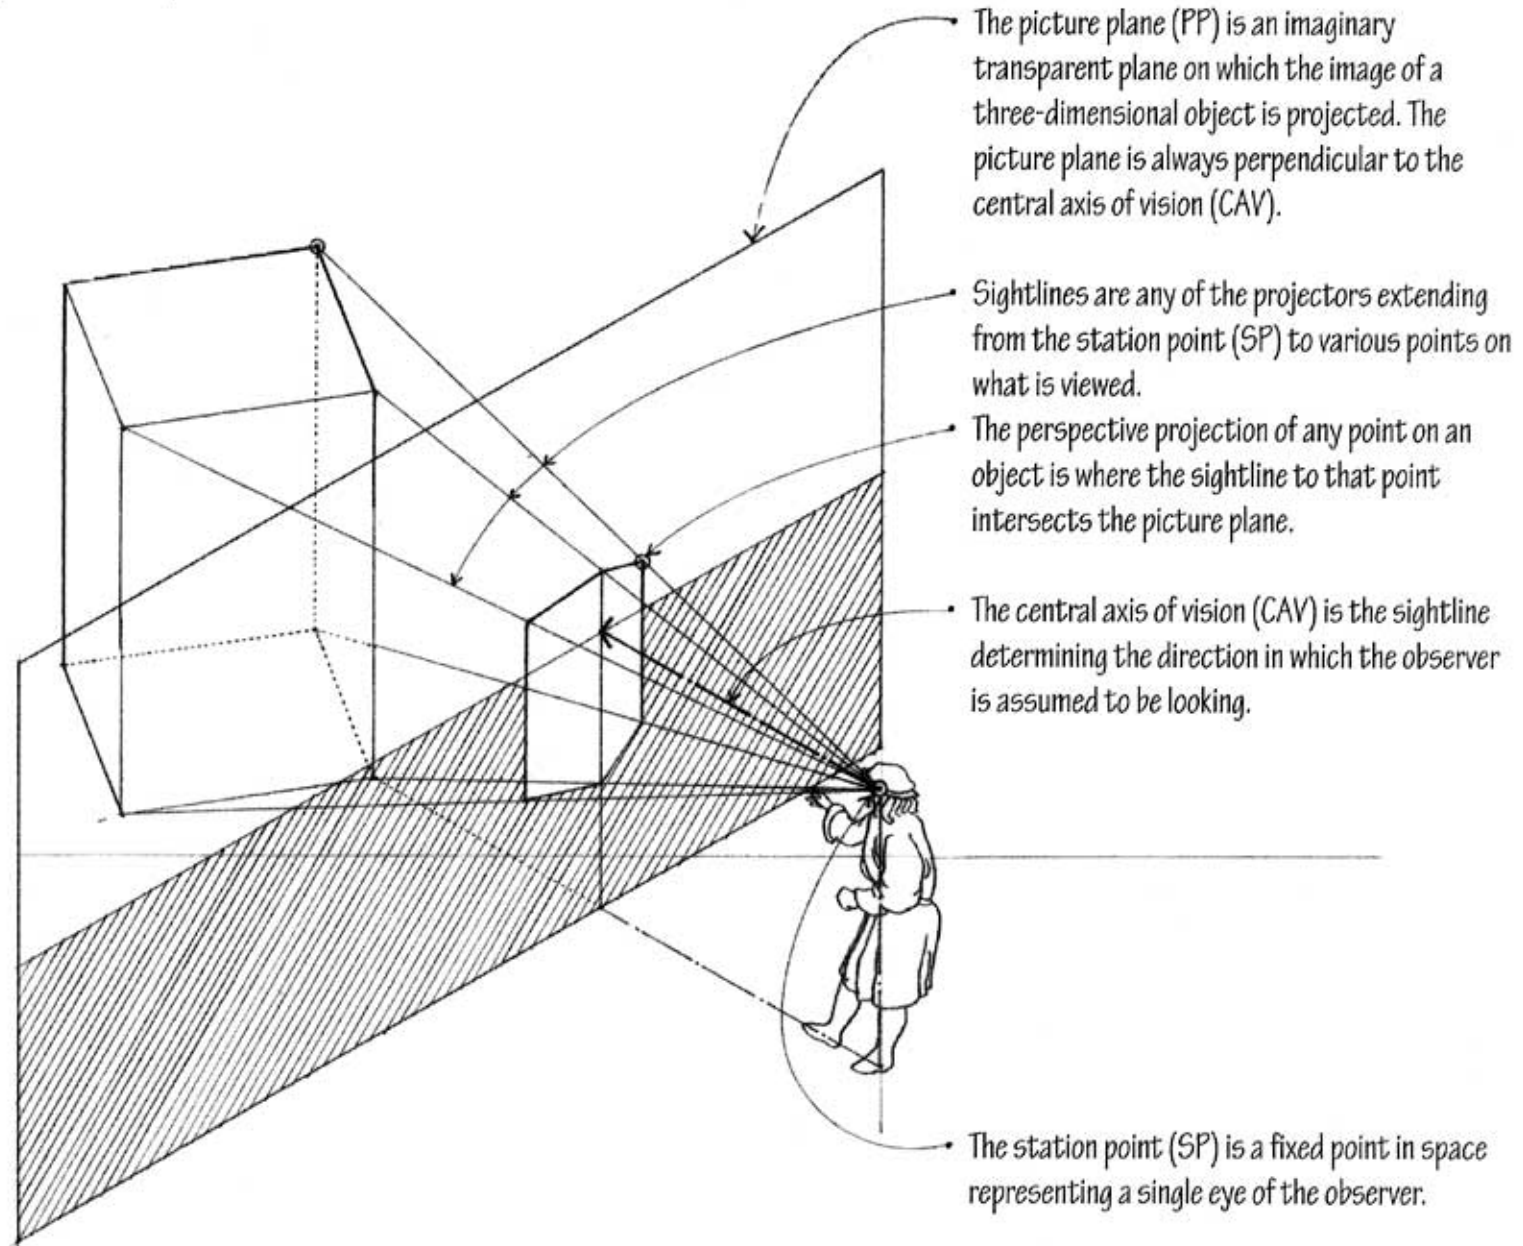 The picture plane (PP) is an imaginary
transparent plane on which the image of a
three-dimensional object is projected. The
picture plane is always perpendicular to the
central axis of vision (CAV).
Sightlines are any of the projectors extending
from the station point (SP) to various points on
what is viewed.
The perspective projection of any point on an
object is where the sightline to that point
intersects the picture plane.
The central axis of vision (CAV) is the sightline
determining the direction in which the observer
is assumed to be looking.
The station point (SP) is a fixed point in space
representing a single eye of the observer.